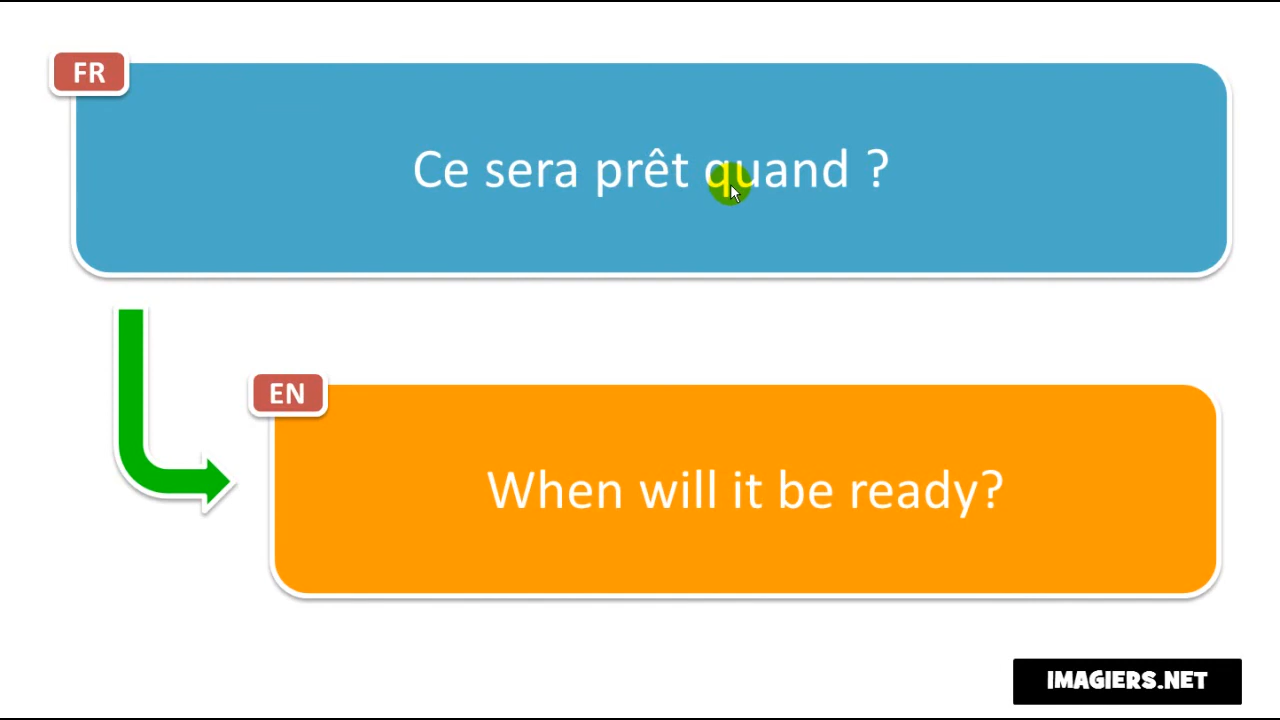 FR
Ce sera prêt quand ?
EN
When will it be ready?
IMAGIERS.NET